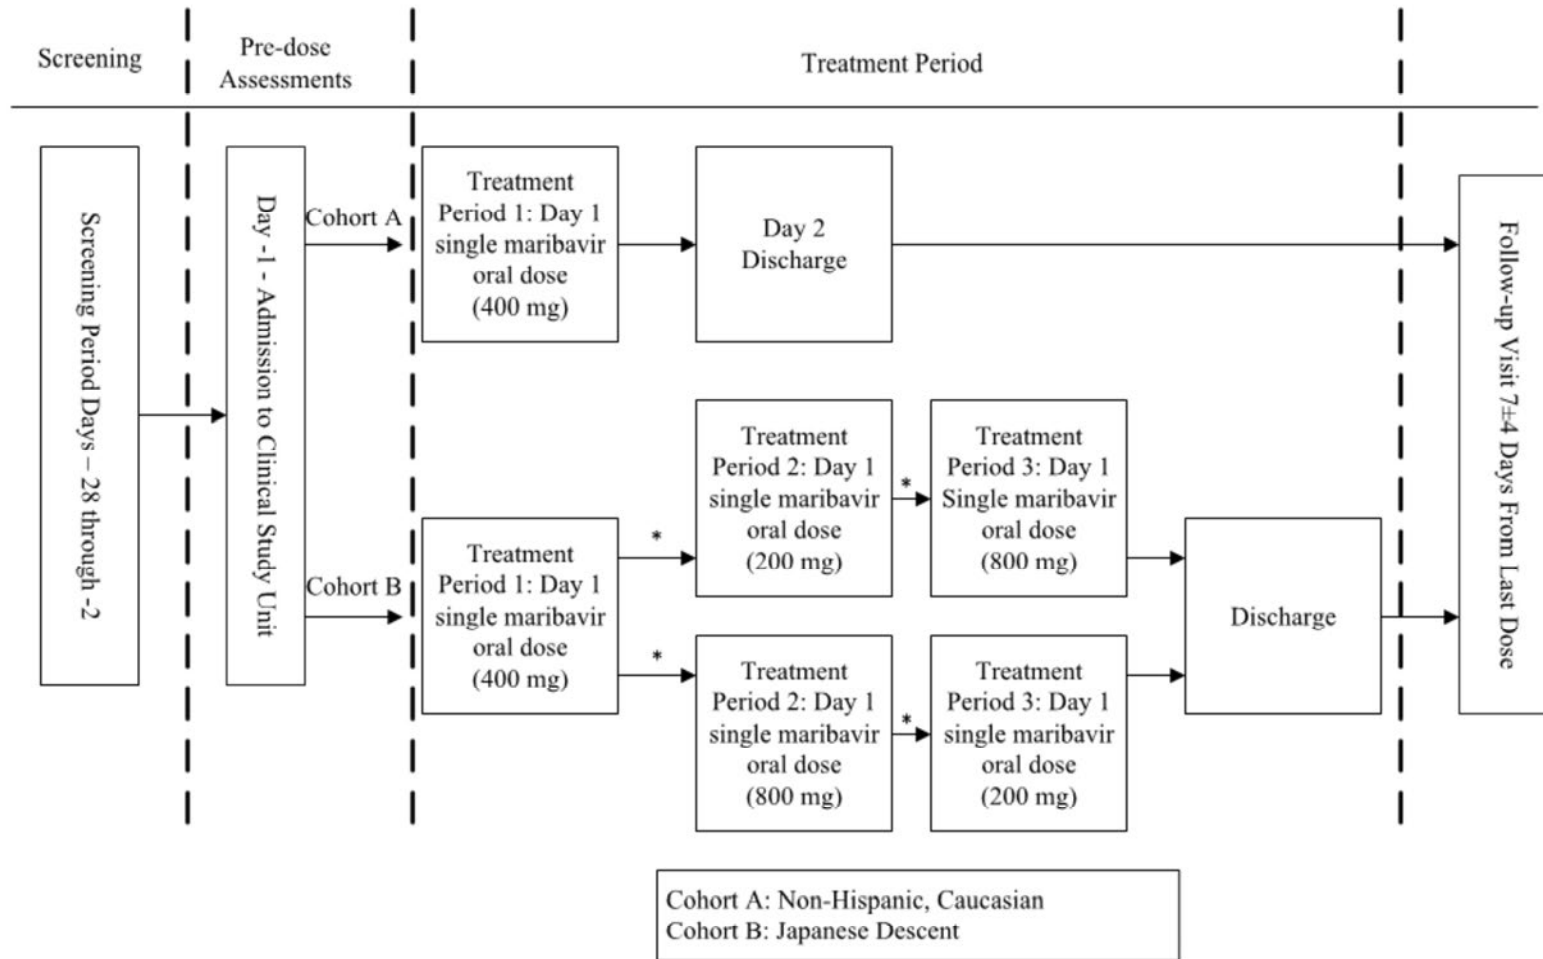 Screening
Pre-dose
Assessments
Treatment Period
Screening Period Days – 28 through -2
Day -1 - Admission to Clinical Study Unit
Cohort A
Treatment
Period 1: Day 1
single maribavir
oral dose
(400 mg)
Day 2
Discharge
Cohort B
Treatment
Period 1: Day 1
single maribavir
oral dose
(400 mg)
*
*
Treatment
Period 2: Day 1
single maribavir
oral dose
(200 mg)
*
Treatment
Period 3: Day 1
Single maribavir
oral dose
(800 mg)
Treatment
Period 2: Day 1
single maribavir
oral dose
(800 mg)
*
Treatment
Period 3: Day 1
single maribavir
oral dose
(200 mg)
Discharge
Follow-up Visit 7±4 Days From Last Dose
Cohort A: Non-Hispanic, Caucasian
Cohort B: Japanese Descent